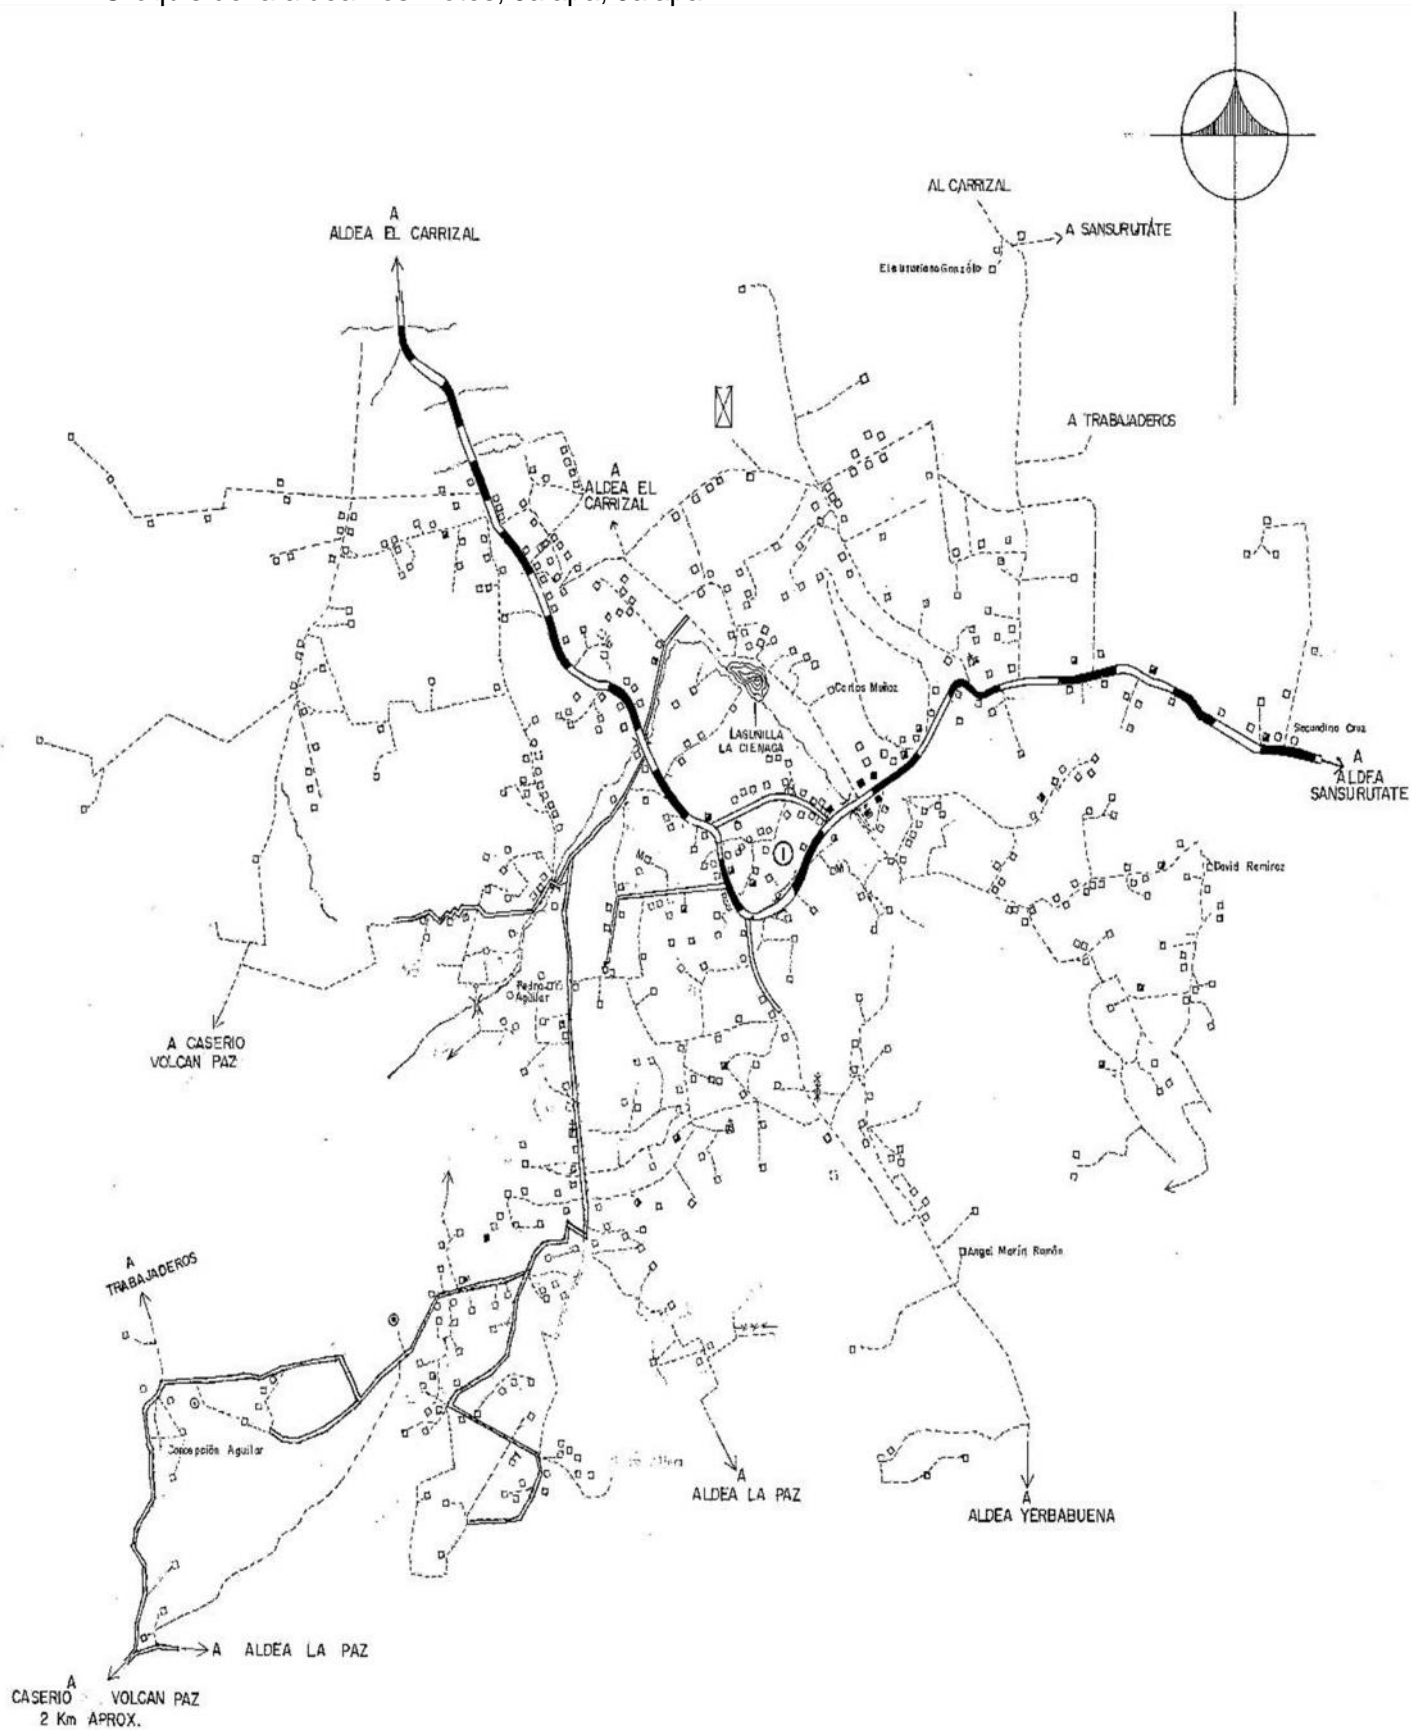 AL CARRIZAL
A SANSURUTATE
A
ALDEA EL CARRIZAL
A TRABAJADEROS
A
ALDEA EL
CARRIZAL
Carlos Muñoz
LAGUNILLA
LA CIENAGA
Secundino Cruz
A
ALDEA
SANSURUTATE
I
David Remiraz
Pedro
Aguilar
A CASERIO
VOLCAN PAZ
Angel Marin Ramón
A
TRABAJADEROS
Concepción Aguilar
A
ALDEA LA PAZ
A
ALDEA YERBABUENA
A ALDEA LA PAZ
A
CASERIO VOLCAN PAZ
2 Km APROX.